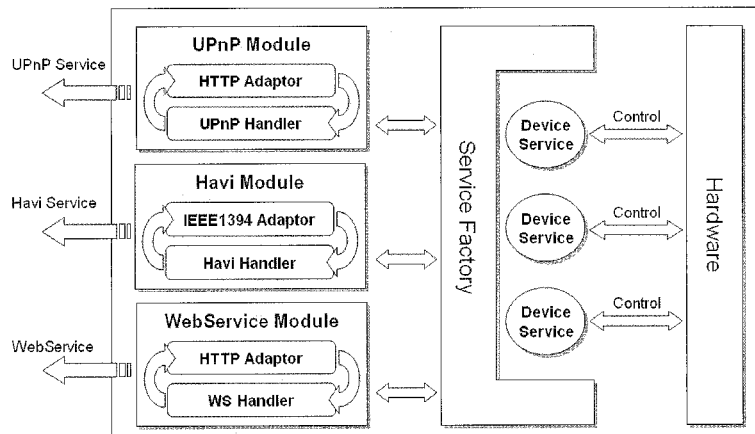 UPnP Service
UPnP Module
HTTP Adaptor
UPnP Handler
Havi Service
Havi Module
IEEE1394 Adaptor
Havi Handler
WebService
WebService Module
HTTP Adaptor
WS Handler
Service Factory
Device
Service
Control
Device
Service
Control
Device
Service
Control
Hardware